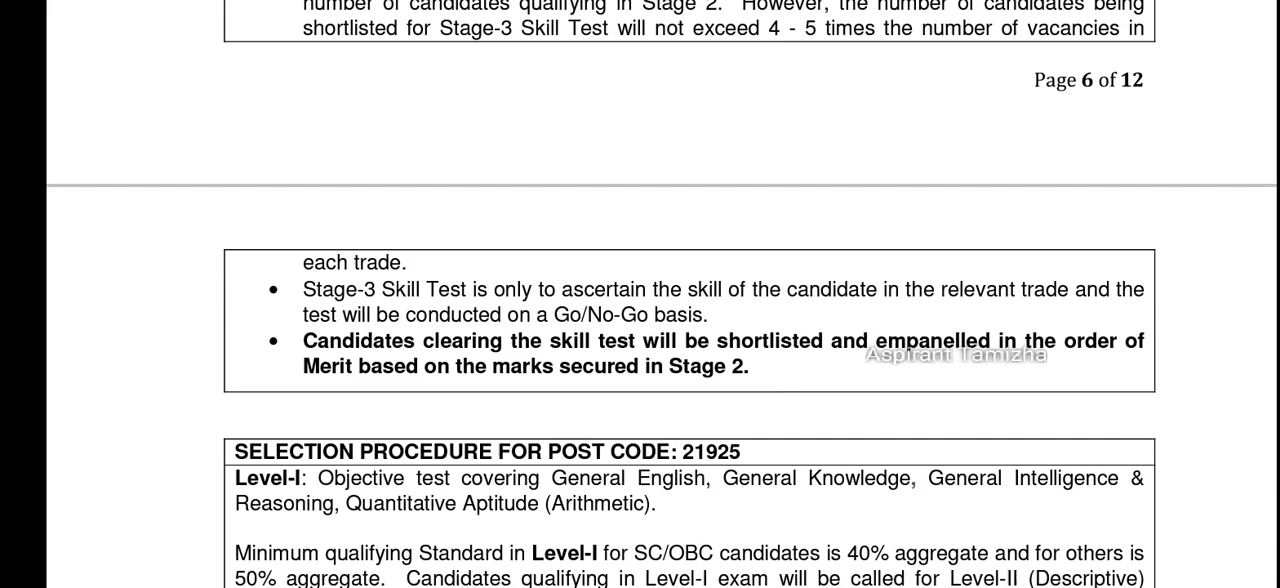 number of candidates qualifying in Stage 2. However, the number of candidates being
shortlisted for Stage-3 Skill Test will not exceed 4 - 5 times the number of vacancies in
Page 6 of 12
each trade.
• Stage-3 Skill Test is only to ascertain the skill of the candidate in the relevant trade and the
test will be conducted on a Go/No-Go basis.
• Candidates clearing the skill test will be shortlisted and empanelled in the order of
Aspirant Tamizha
Merit based on the marks secured in Stage 2.
SELECTION PROCEDURE FOR POST CODE: 21925
Level-I: Objective test covering General English, General Knowledge, General Intelligence &
Reasoning, Quantitative Aptitude (Arithmetic).
Minimum qualifying Standard in Level-I for SC/OBC candidates is 40% aggregate and for others is
50% aggregate. Candidates qualifying in Level-I exam will be called for Level-II (Descriptive)